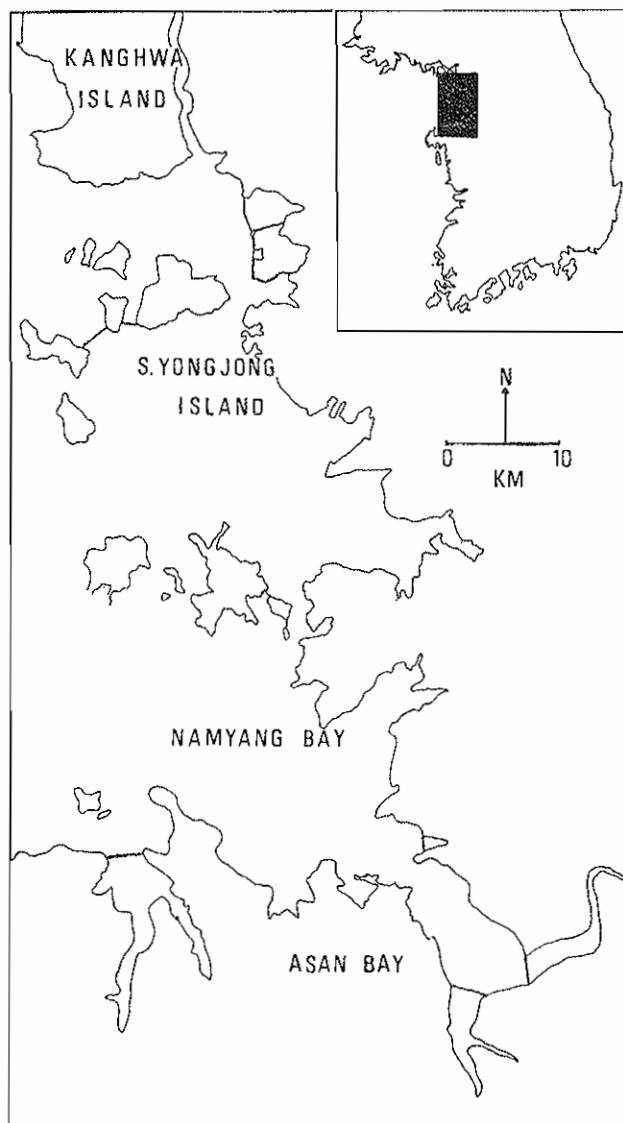 KANGHWA
ISLAND
S.YONGJONG
ISLAND
N
0 10
KM
NAMYANG BAY
ASAN BAY